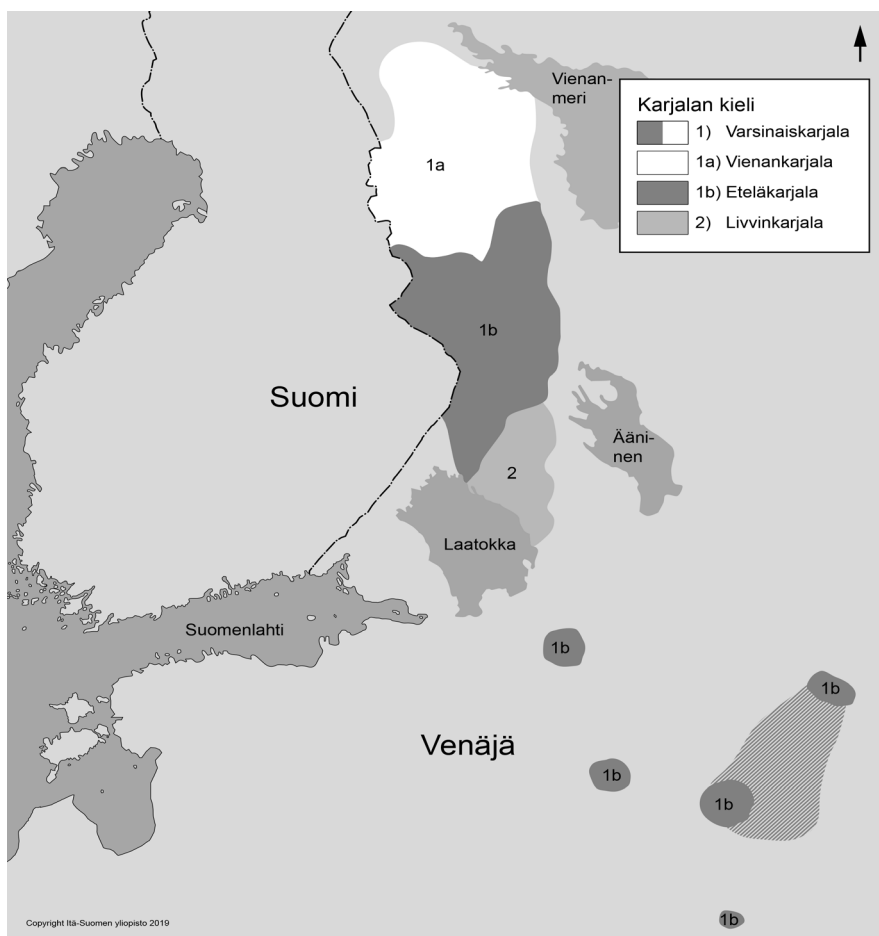 Vienan-
meri
Karjalan kieli
1) Varsinaiskarjala
1a) Vienankarjala
1b) Eteläkarjala
2) Livvinkarjala
1a
1b
Suomi
Ääni-
nen
2
Laatokka
Suomenlahti
1b
1b
Venäjä
1b
1b
1b
Copyright Itä-Suomen yliopisto 2019